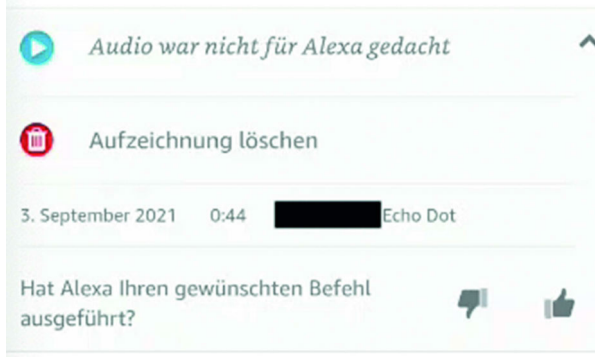 Audio war nicht für Alexa gedacht
Aufzeichnung löschen
3. September 2021 0:44 Echo Dot
Hat Alexa Ihren gewünschten Befehl
ausgeführt?